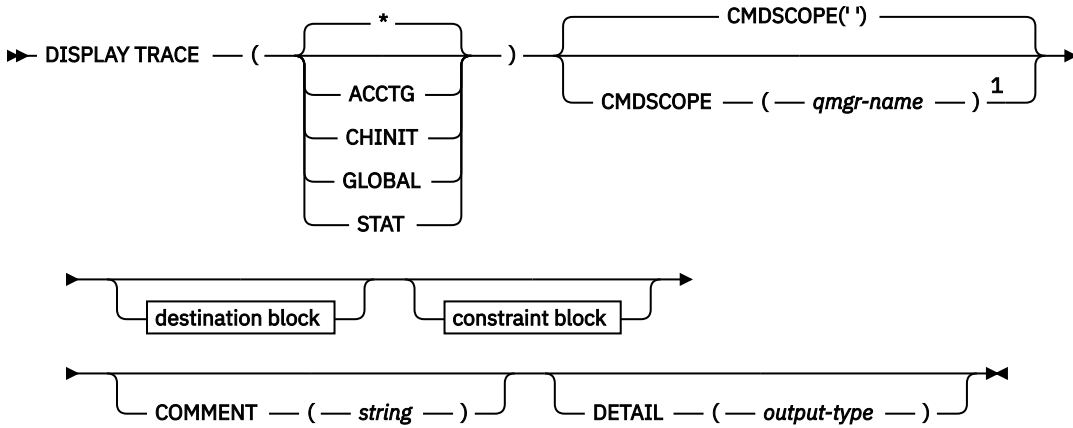 *
CMDSCOPE(' ')
DISPLAY TRACE ( )
ACCTG
CMDSCOPE ( qmgr-name ) 1
CHINIT
GLOBAL
STAT
destination block constraint block
COMMENT ( string ) DETAIL ( output-type )